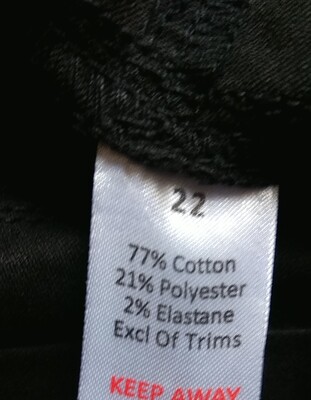 22
77% Cotton
21% Polyester
2% Elastane
Excl Of Trims
KEEP AWAY